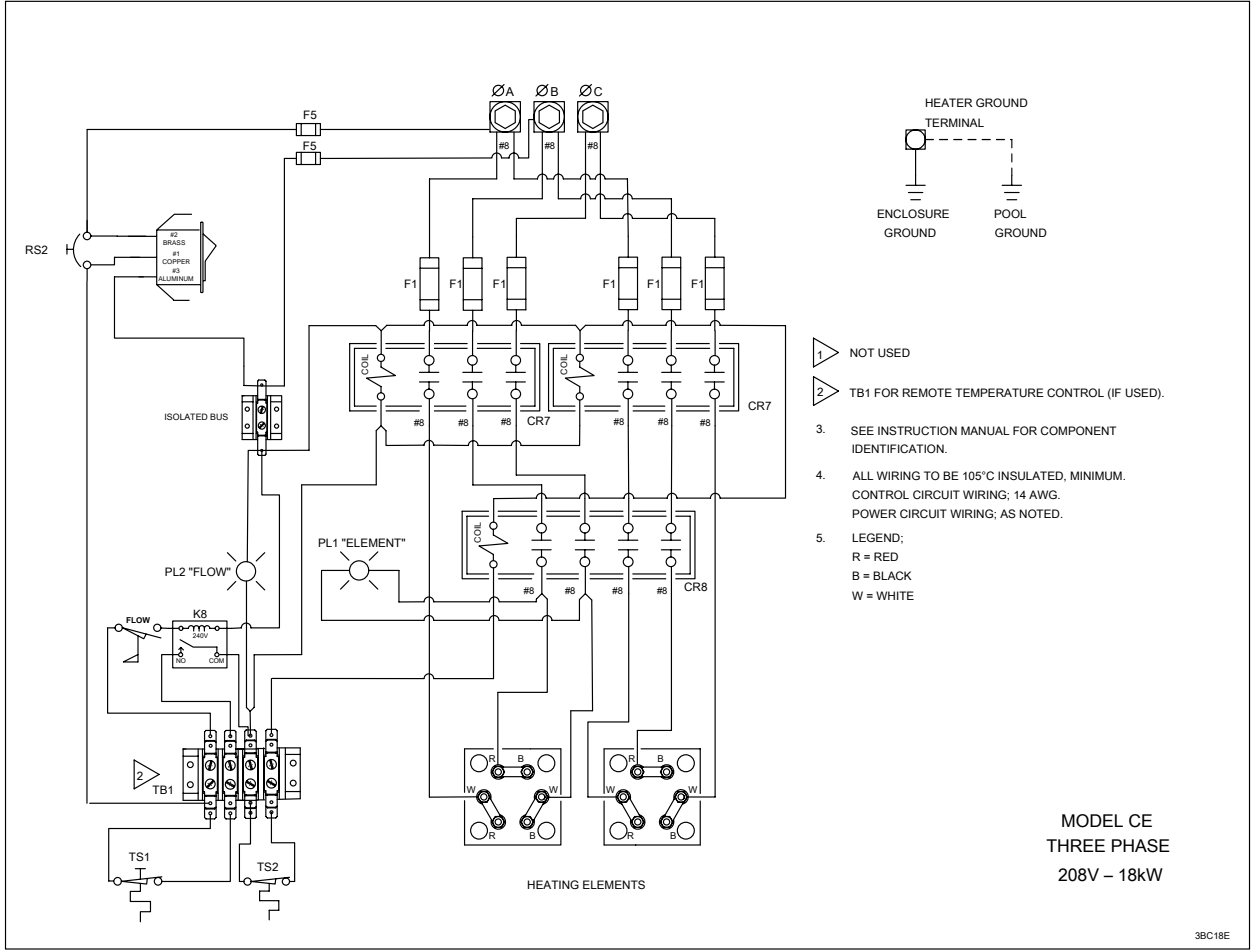 ØA ØB ØC
F5
F5
#8 #8 #8
HEATER GROUND
TERMINAL
ENCLOSURE
GROUND
POOL
GROUND
RS2
#2
BRASS
#1
COPPER
#3
ALUMINUM
F1 F1 F1 F1 F1 F1
COIL
COIL
CR7
CR7
#8 #8 #8 #8 #8 #8
ISOLATED BUS
1 NOT USED
2 TB1 FOR REMOTE TEMPERATURE CONTROL (IF USED).
3. SEE INSTRUCTION MANUAL FOR COMPONENT
IDENTIFICATION.
4. ALL WIRING TO BE 105°C INSULATED, MINIMUM.
CONTROL CIRCUIT WIRING; 14 AWG.
POWER CIRCUIT WIRING; AS NOTED.
5. LEGEND;
R = RED
B = BLACK
W = WHITE
COIL
PL1 "ELEMENT"
PL2 "FLOW"
CR8
#8 #8 #8 #8
FLOW
K8
240V
NO COM
2
TB1
R B
W W
R B
R B
W W
R B
TS1
TS2
HEATING ELEMENTS
MODEL CE
THREE PHASE
208V – 18kW
3BC18E